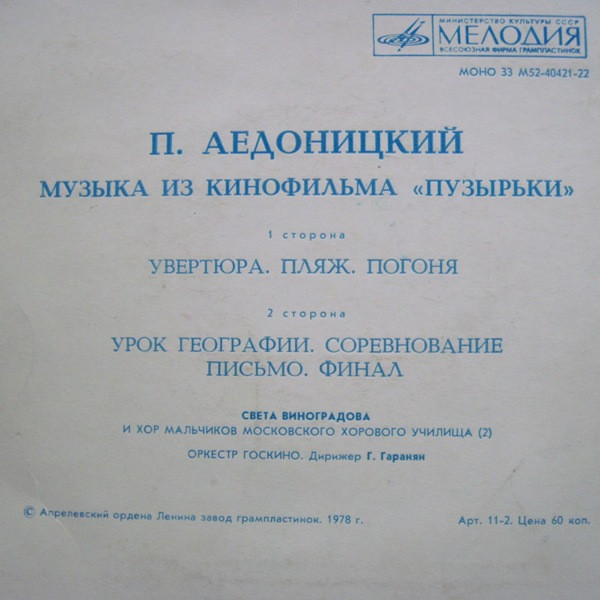 МИНИСТЕРСТВО КУЛЬТУРЫ СССР
МЕЛОДИЯ
ВСЕСОЮЗНАЯ ФИРМА ГРАМПЛАСТИНОК
МОНО 33 М52-40421-22
П. АЕДОНИЦКИЙ
МУЗЫКА ИЗ КИНОФИЛЬМА «ПУЗЫРЬКИ»
1 сторона
УВЕРТЮРА. ПЛЯЖ. ПОГОНЯ
2 сторона
УРОК ГЕОГРАФИИ. СОРЕВНОВАНИЕ
ПИСЬМО. ФИНАЛ
СВЕТА ВИНОГРАДОВА
И ХОР МАЛЬЧИКОВ МОСКОВСКОГО ХОРОВОГО УЧИЛИЩА (2)
ОРКЕСТР ГОСКИНО. Дирижер Г. Гаранян
© Апрелевский ордена Ленина завод грампластинок. 1978 г.
Арт. 11-2. Цена 60 коп.